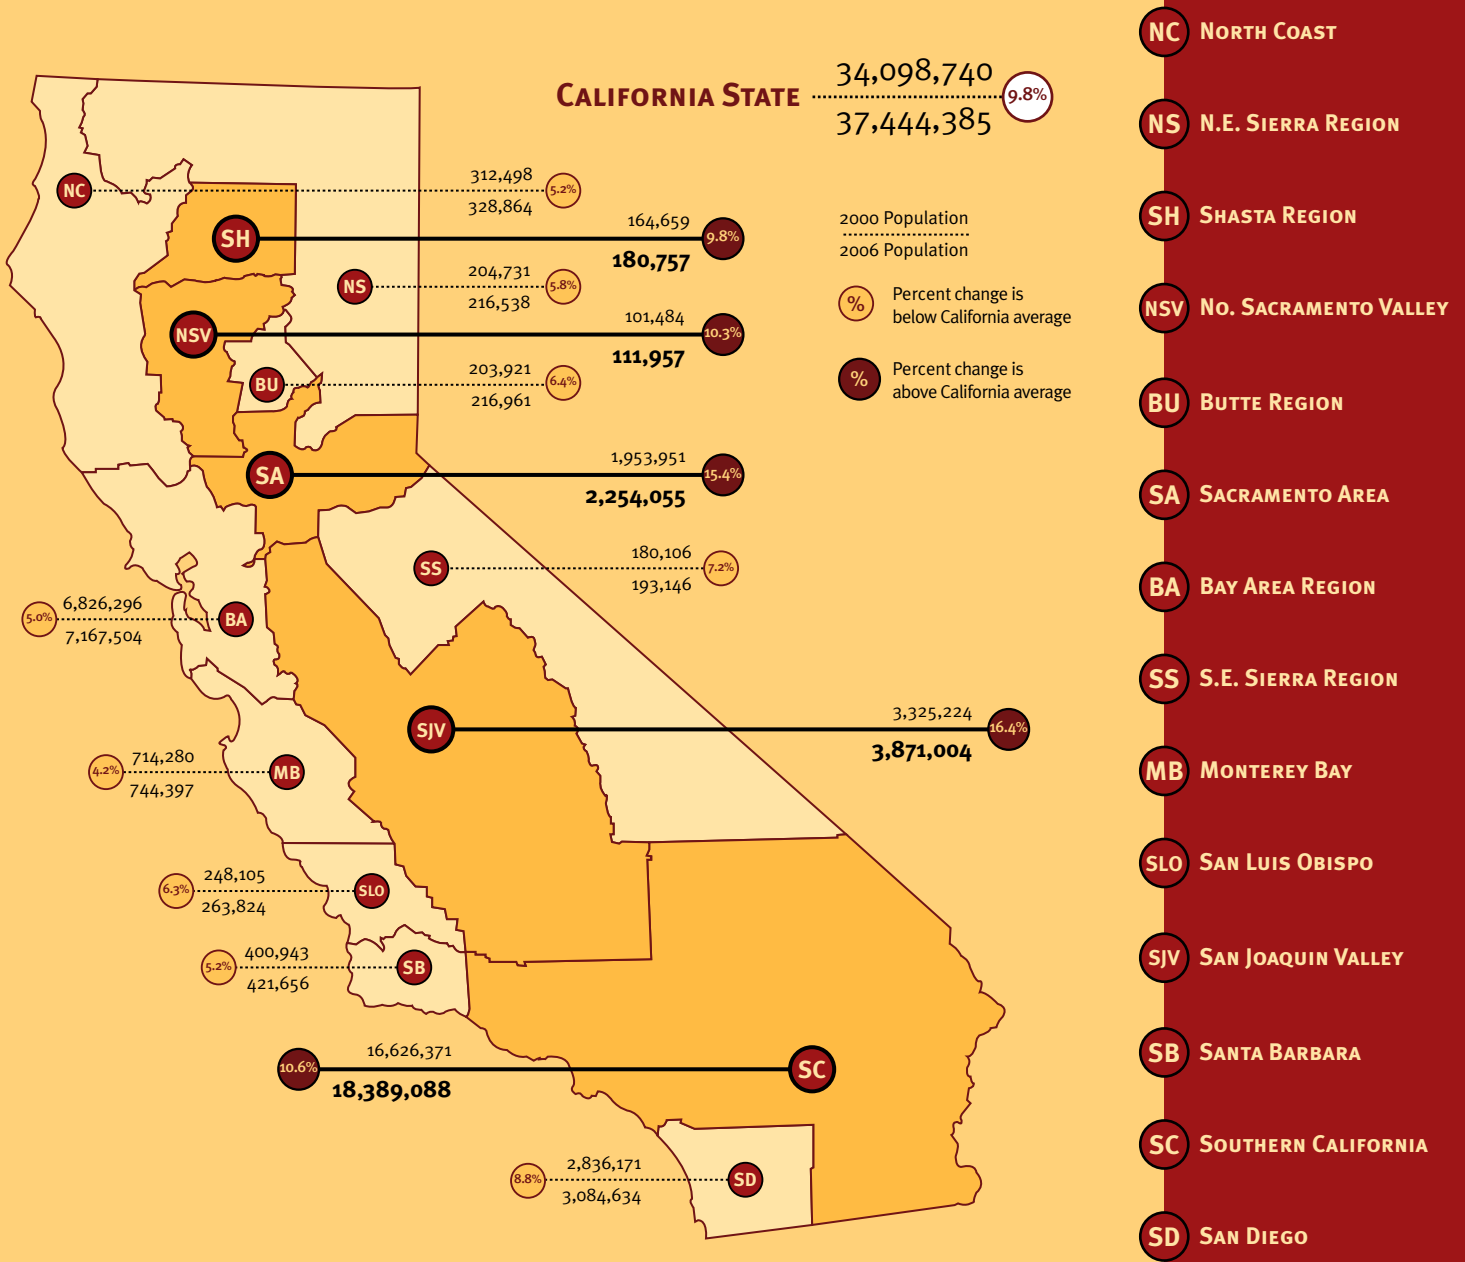 CALIFORNIA STATE
34,098,740
37,444,385
9.8%
2000 Population
2006 Population
%
Percent change is
below California average
%
Percent change is
above California average
NC
312,498
328,864
5.2%
SH
164,659
180,757
9.8%
NS
204,731
216,538
5.8%
NSV
101,484
111,957
10.3%
BU
203,921
216,961
6.4%
SA
1,953,951
2,254,055
15.4%
SS
180,106
193,146
7.2%
5.0%
6,826,296
7,167,504
BA
SJV
3,325,224
3,871,004
16.4%
4.2%
714,280
744,397
MB
6.3%
248,105
263,824
SLO
5.2%
400,943
421,656
SB
10.6%
16,626,371
18,389,088
SC
8.8%
2,836,171
3,084,634
SD
NC NORTH COAST
NS N.E. SIERRA REGION
SH SHASTA REGION
NSV NO. SACRAMENTO VALLEY
BU BUTTE REGION
SA SACRAMENTO AREA
BA BAY AREA REGION
SS S.E. SIERRA REGION
MB MONTEREY BAY
SLO SAN LUIS OBISPO
SJV SAN JOAQUIN VALLEY
SB SANTA BARBARA
SC SOUTHERN CALIFORNIA
SD SAN DIEGO